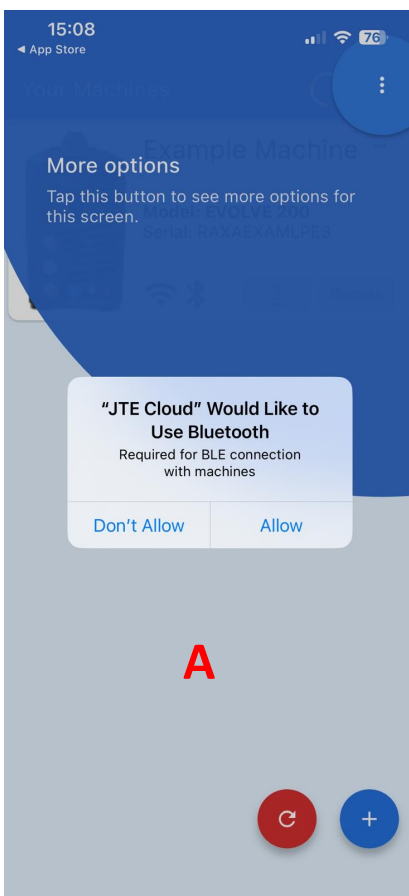 15:08
◀ App Store
76
Your Machines
Example Machine
More options
Tap this button to see more options for
this screen.
Model: EVOLVE 200
Serial: RAXAEXAMLPES
“JTE Cloud” Would Like to
Use Bluetooth
Required for BLE connection
with machines
Don’t Allow
Allow
A